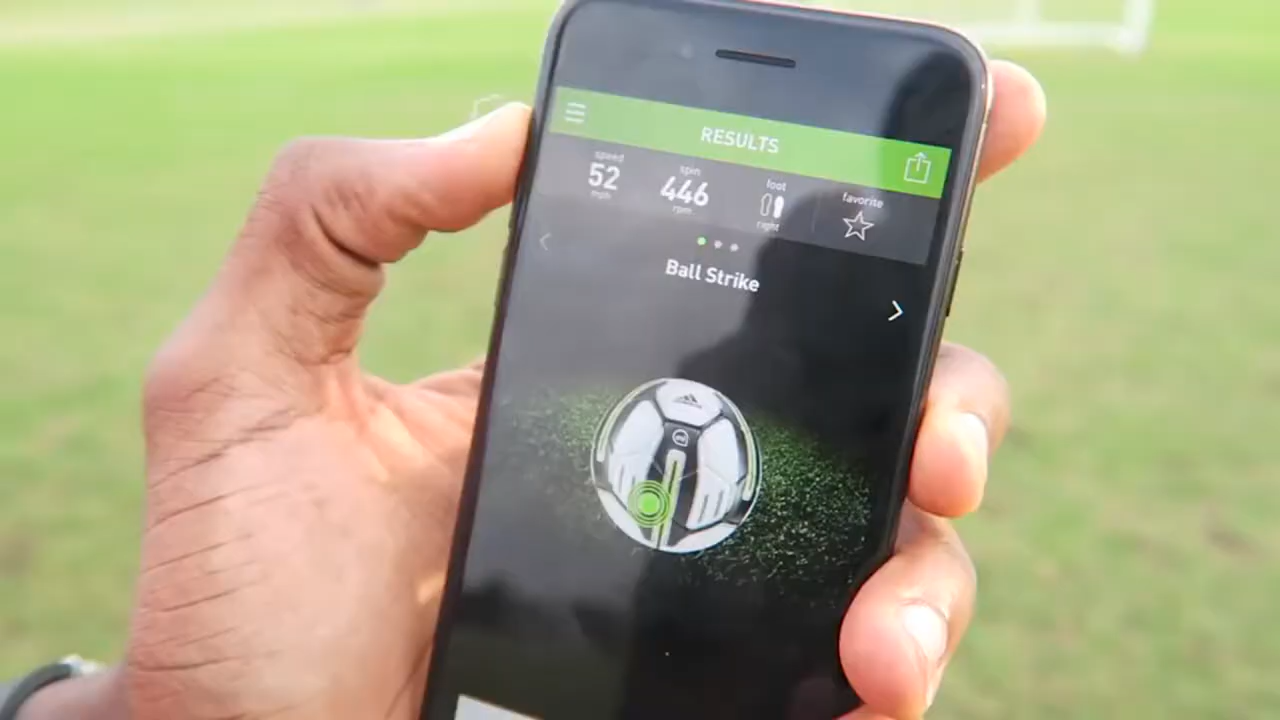 RESULTS
speed
52
mph
spin
446
rpm
foot
right
favorite
Ball Strike